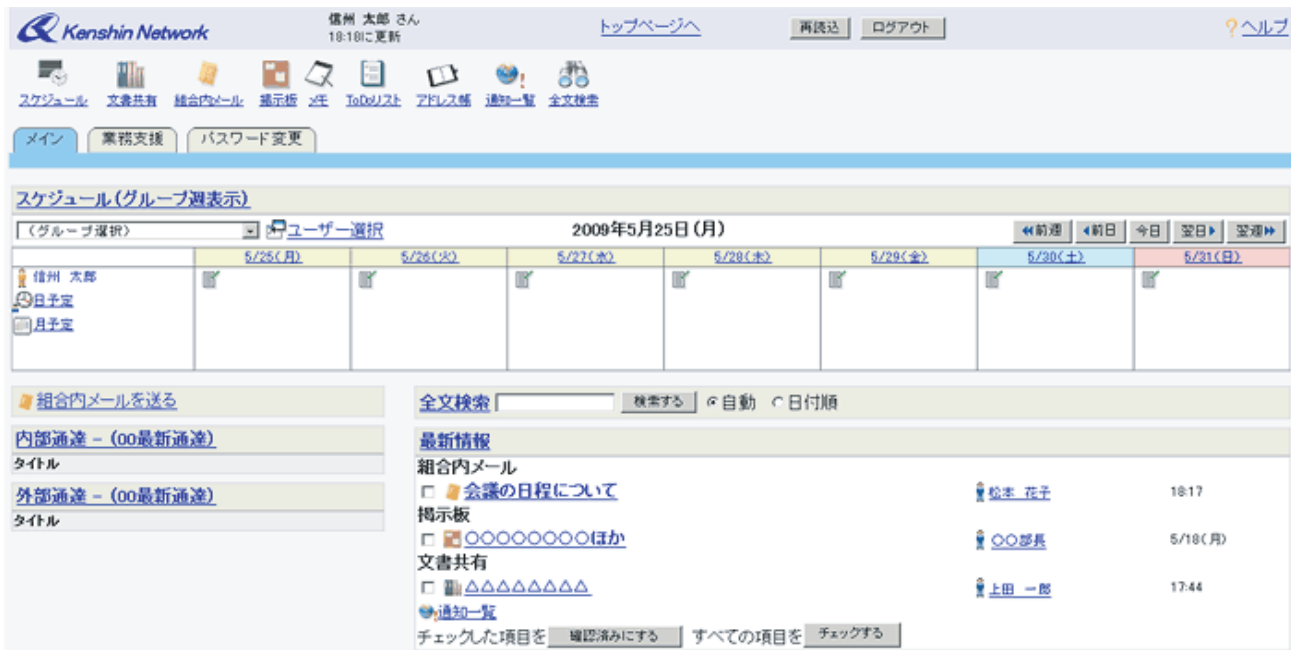 Kenshin Network 信州 太郎 さん トップページへ 再読込 ログアウト ?ヘルプ
18:18に更新
スケジュール 文書共有 組合内メール 掲示板 メモ ToDoリスト アドレス帳 通知一覧 全文検索
メイン 業務支援 パスワード変更
スケジュール(グループ週表示)
(グループ選択) ユーザー選択 2009年5月25日(月) 前週 前日 今日 翌日 翌週
5/25(月) 5/26(火) 5/27(水) 5/28(木) 5/29(金) 5/30(土) 5/31(日)
信州 太郎
日予定
月予定
組合内メールを送る
内部通達 - (00最新通達)
タイトル
外部通達 - (00最新通達)
タイトル
全文検索 検索する 自動 日付順
最新情報
組合内メール
会議の日程について 松本 花子 18:17
掲示板
○○○○○○○○ほか ○○部長 5/18(月)
文書共有
△△△△△△△△ 上田 一郎 17:44
通知一覧
チェックした項目を 確認済みにする すべての項目を チェックする